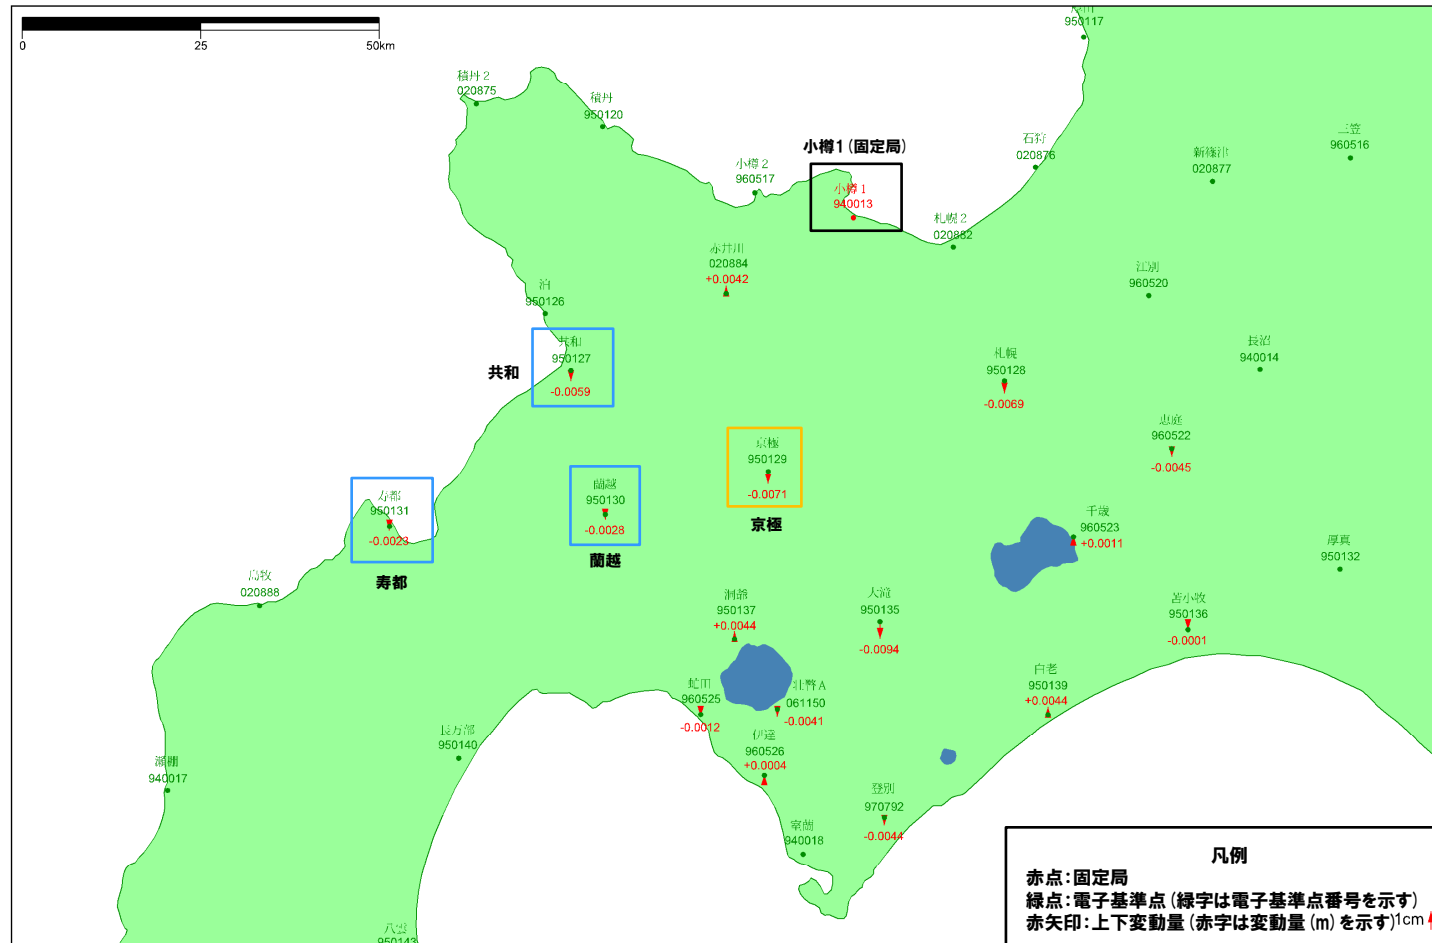 0
25
50km
950117
積丹2
020875
積丹
950120
小樽1(固定局)
小樽2
960517
小樽1
940013
石狩
020876
新篠津
020877
三笠
960516
札幌2
020882
赤井川
020884
+0.0042
江別
960520
泊
950126
共和
共和
950127
-0.0059
札幌
950128
-0.0069
長沼
940014
恵庭
960522
-0.0045
京極
950129
-0.0071
京極
蘭越
950130
-0.0028
蘭越
寿都
950131
-0.0023
寿都
千歳
960523
+0.0011
厚真
950132
島牧
020888
洞爺
950137
+0.0044
大滝
950135
-0.0094
苫小牧
950136
-0.0001
白老
950139
+0.0044
虻田
960525
-0.0012
壮瞥A
061150
-0.0041
伊達
960526
+0.0004
長万部
950140
瀬棚
940017
登別
970792
-0.0044
室蘭
940018
八雲
950143
凡例
赤点:固定局
緑点:電子基準点(緑字は電子基準点番号を示す)
赤矢印:上下変動量(赤字は変動量(m)を示す)1cm